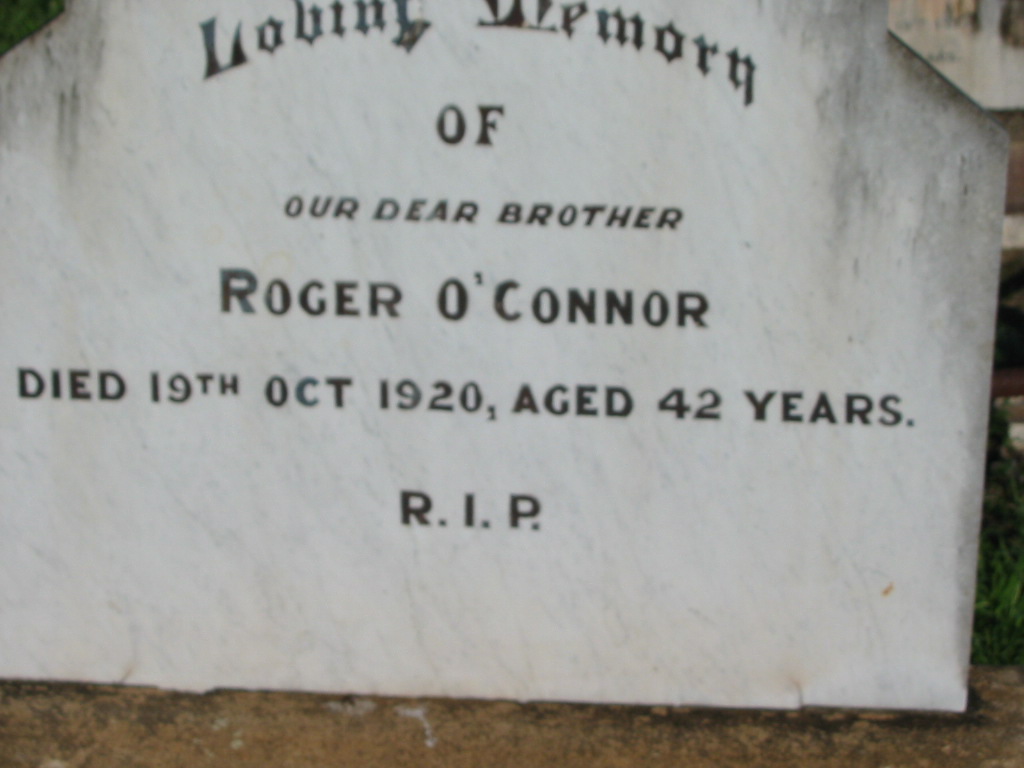 Loving Memory
OF
OUR DEAR BROTHER
ROGER O'CONNOR
DIED 19TH OCT 1920, AGED 42 YEARS.
R. I. P.